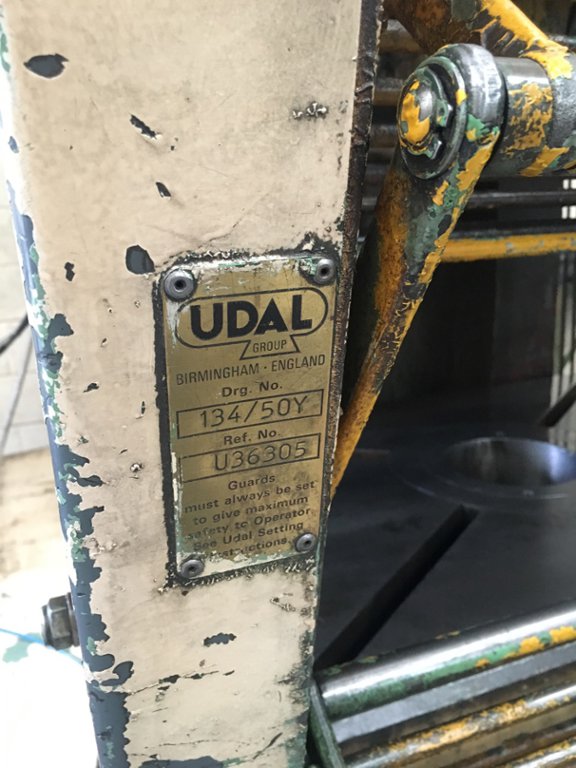 UDAL
GROUP
BIRMINGHAM · ENGLAND
Drg. No.
134/50Y
Ref. No.
U36305
Guards
must always be set
to give maximum
safety to Operator
See Udal Setting
Instructions.